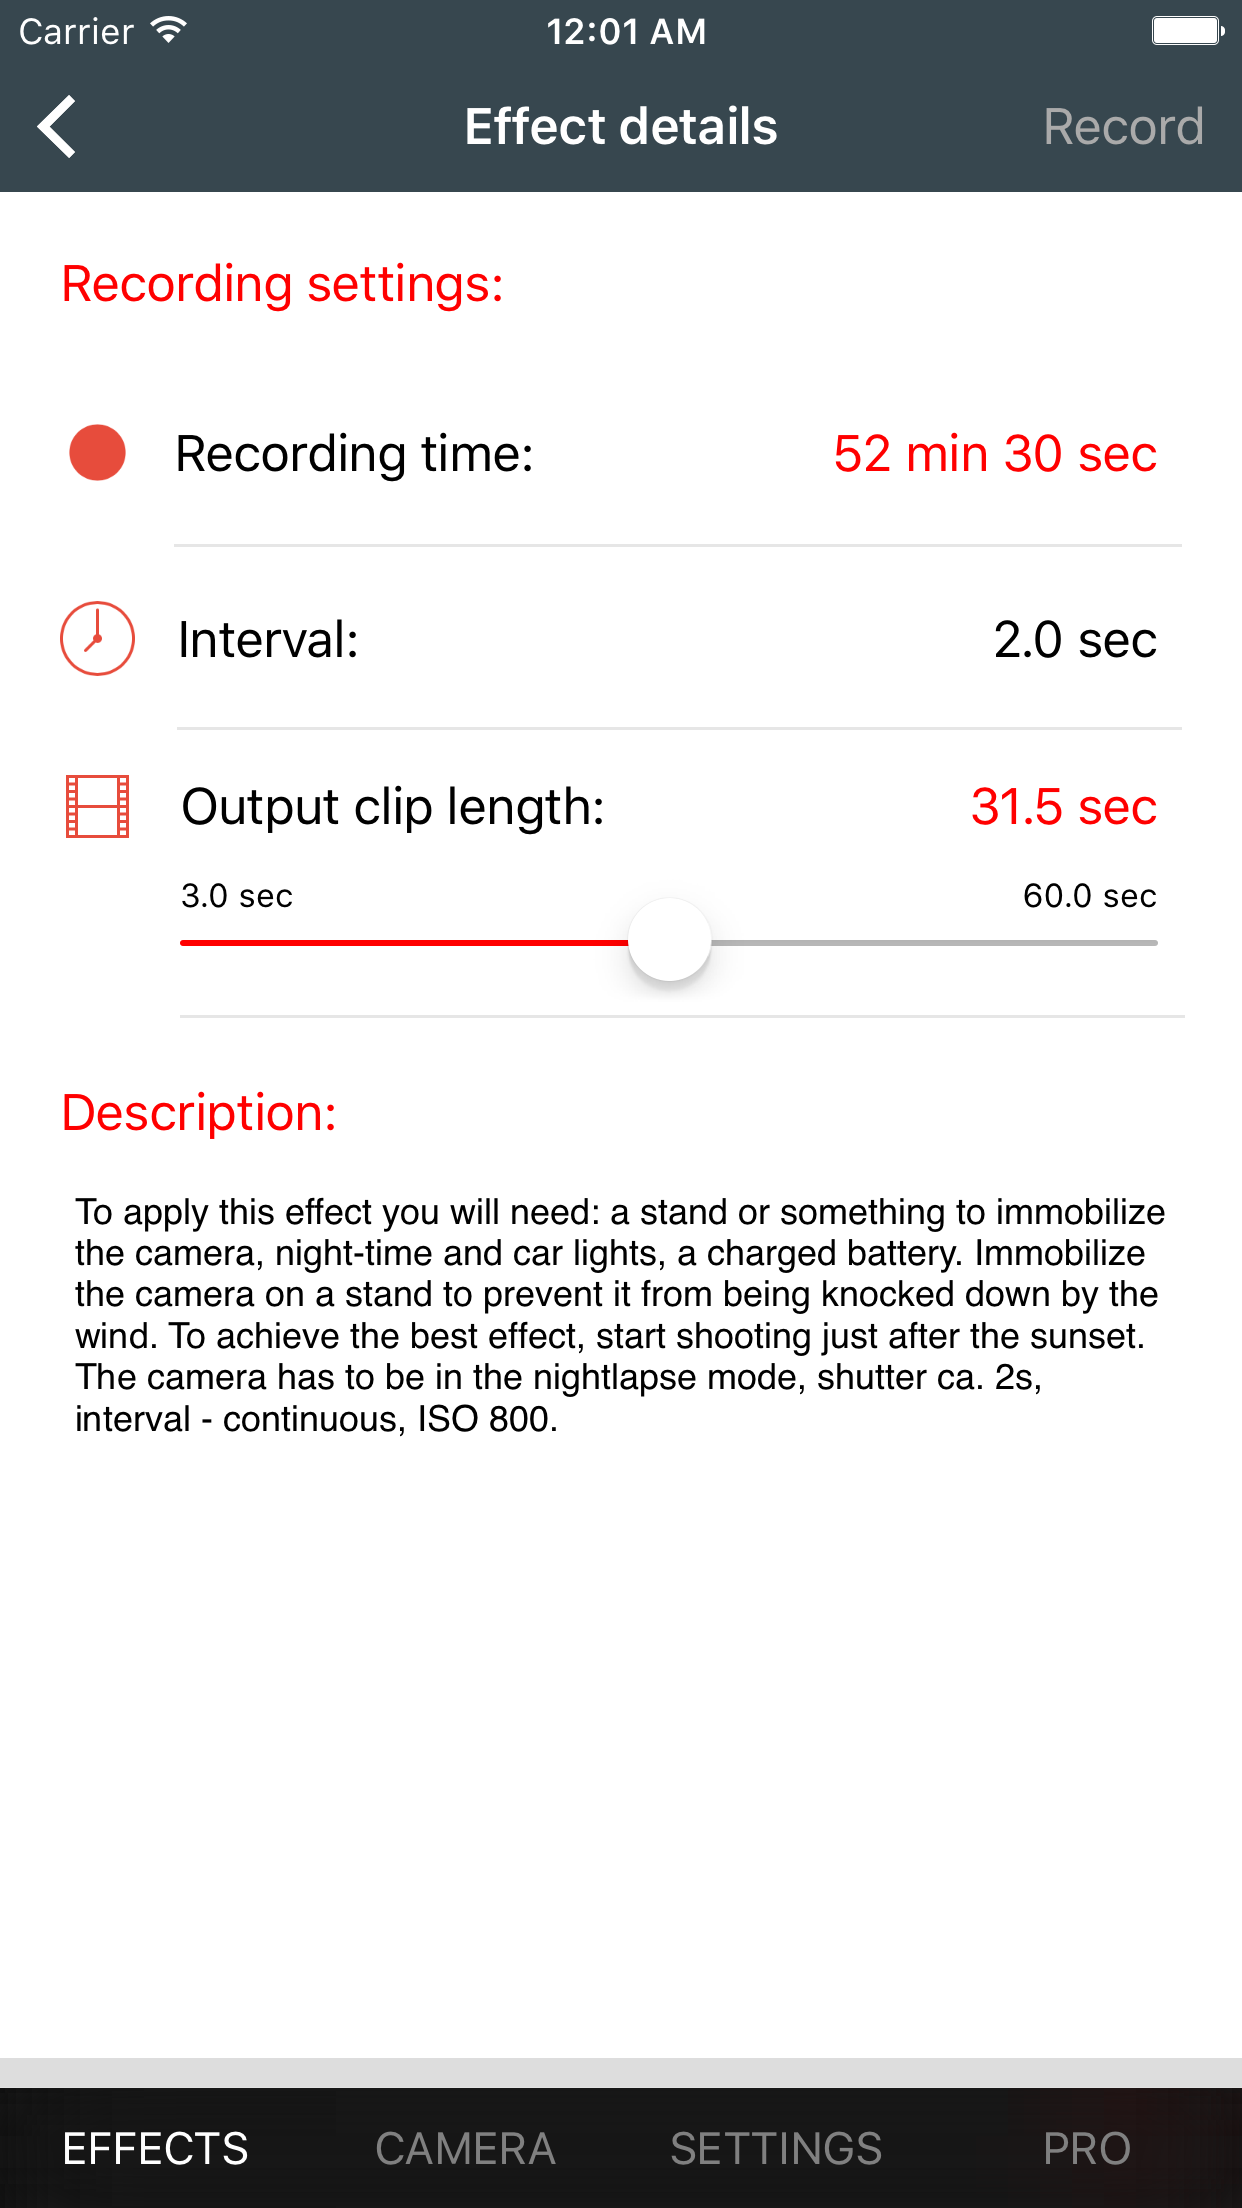 Carrier 12:01 AM
Effect details Record
Recording settings:
Recording time: 52 min 30 sec
Interval: 2.0 sec
Output clip length: 31.5 sec
3.0 sec 60.0 sec
Description:
To apply this effect you will need: a stand or something to immobilize
the camera, night-time and car lights, a charged battery. Immobilize
the camera on a stand to prevent it from being knocked down by the
wind. To achieve the best effect, start shooting just after the sunset.
The camera has to be in the nightlapse mode, shutter ca. 2s,
interval - continuous, ISO 800.
EFFECTS CAMERA SETTINGS PRO